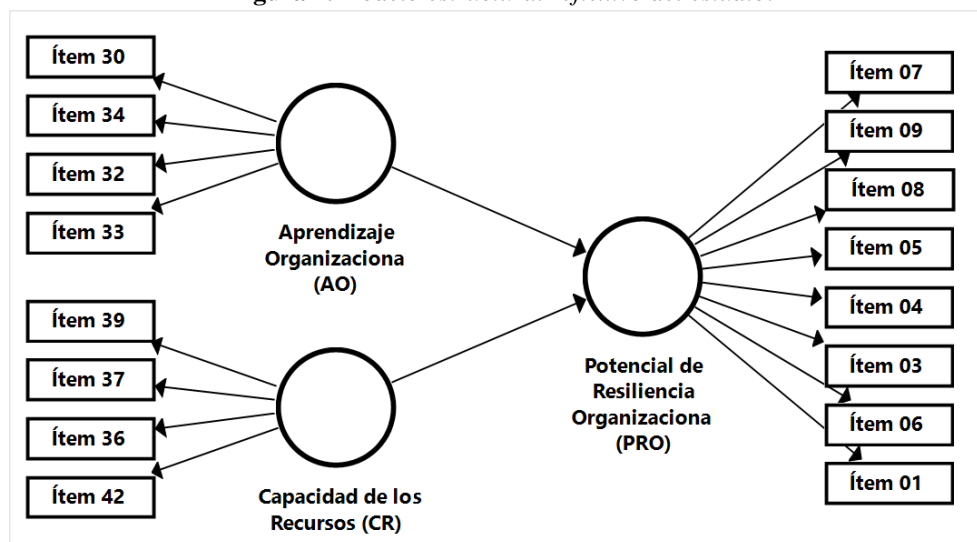 Ítem 30
Ítem 34
Ítem 32
Ítem 33
Aprendizaje
Organizaciona
(AO)
Ítem 39
Ítem 37
Ítem 36
Ítem 42
Capacidad de los
Recursos (CR)
Potencial de
Resiliencia
Organizaciona
(PRO)
Ítem 07
Ítem 09
Ítem 08
Ítem 05
Ítem 04
Ítem 03
Ítem 06
Ítem 01